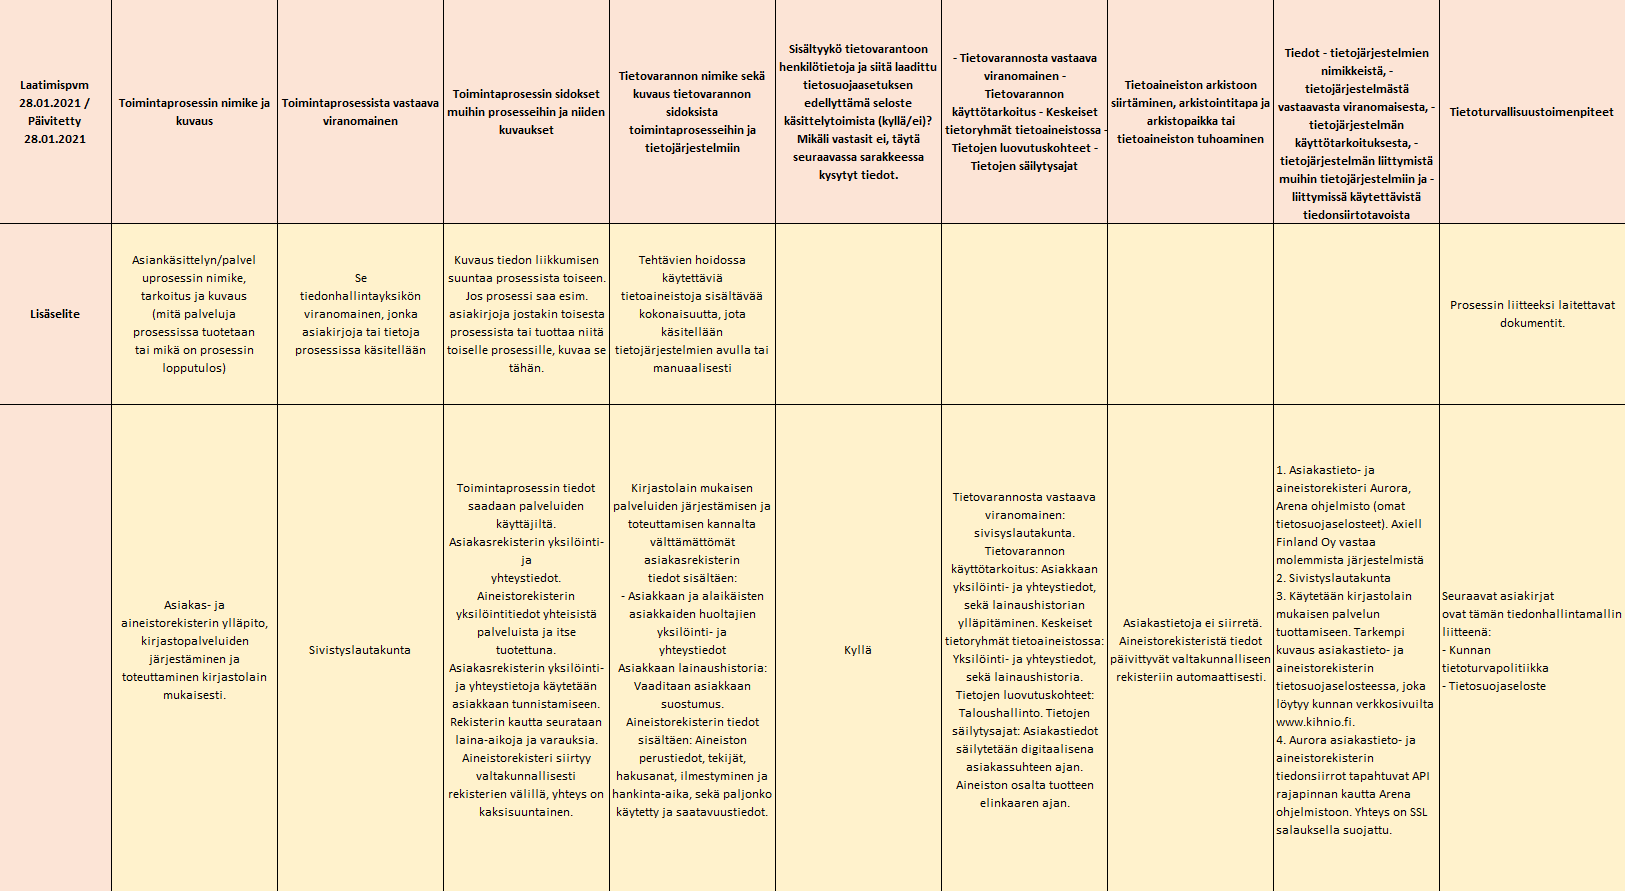 Laatimispvm
28.01.2021 /
Päivitetty
28.01.2021
Toimintaprosessin nimike ja
kuvaus
Toimintaprosessista vastaava
viranomainen
Toimintaprosessin sidokset
muihin prosesseihin ja niiden
kuvaukset
Tietovarannon nimike sekä
kuvaus tietovarannon
sidoksista
toimintaprosesseihin ja
tietojärjestelmiin
Sisältyykö tietovarantoon
henkilötietoja ja siitä laadittu
tietosuojaasetuksen
edellyttämä seloste
käsittelytoimista (kyllä/ei)?
Mikäli vastasit ei, täytä
seuraavassa sarakkeessa
kysytyt tiedot.
- Tietovarannosta vastaava
viranomainen -
Tietovarannon
käyttötarkoitus - Keskeiset
tietoryhmät tietoaineistossa -
Tietojen luovutuskohteet -
Tietojen säilytysajat
Tietoaineiston arkistoon
siirtäminen, arkistointitapa ja
arkistopaikka tai
tietoaineiston tuhoaminen
Tiedot - tietojärjestelmien
nimikkeistä, -
tietojärjestelmästä
vastaavasta viranomaisesta, -
tietojärjestelmän
käyttötarkoituksesta, -
tietojärjestelmän liittymistä
muihin tietojärjestelmiin ja -
liittymissä käytettävistä
tiedonsiirtotavoista
Tietoturvallisuustoimenpiteet
Lisäselite
Asiankäsittelyn/palvel
uprosessin nimike,
tarkoitus ja kuvaus
(mitä palveluja
prosessissa tuotetaan
tai mikä on prosessin
lopputulos)
Se
tiedonhallintayksikön
viranomainen, jonka
asiakirjoja tai tietoja
prosessissa käsitellään
Kuvaus tiedon liikkumisen
suuntaa prosessista toiseen.
Jos prosessi saa esim.
asiakirjoja jostakin toisesta
prosessista tai tuottaa niitä
toiselle prosessille, kuvaa se
tähän.
Tehtävien hoidossa
käytettäviä
tietoaineistoja sisältävää
kokonaisuutta, jota
käsitellään
tietojärjestelmien avulla tai
manuaalisesti
Prosessin liitteeksi laitettavat
dokumentit.
Asiakas- ja
aineistorekisterin ylläpito,
kirjastopalveluiden
järjestäminen ja
toteuttaminen kirjastolain
mukaisesti.
Sivistyslautakunta
Toimintaprosessin tiedot
saadaan palveluiden
käyttäjiltä.
Asiakasrekisterin yksilöinti-
ja
yhteystiedot.
Aineistorekisterin
yksilöintitiedot yhteisistä
palveluista ja itse
tuotettuna.
Asiakasrekisterin yksilöinti-
ja yhteystietoja käytetään
asiakkaan tunnistamiseen.
Rekisterin kautta seurataan
laina-aikoja ja varauksia.
Aineistorekisteri siirtyy
valtakunnallisesti
rekisterien välillä, yhteys on
kaksisuuntainen.
Kirjastolain mukaisen
palveluiden järjestämisen ja
toteuttamisen kannalta
välttämättömät
asiakasrekisterin
tiedot sisältäen:
- Asiakkaan ja alaikäisten
asiakkaiden huoltajien
yksilöinti- ja
yhteystiedot
Asiakkaan lainaushistoria:
Vaaditaan asiakkaan
suostumus.
Aineistorekisterin tiedot
sisältäen: Aineiston
perustiedot, tekijät,
hakusanat, ilmestyminen ja
hankinta-aika, sekä paljonko
käytetty ja saatavuustiedot.
Kyllä
Tietovarannosta vastaava
viranomainen:
sivisyslautakunta.
Tietovarannon
käyttötarkoitus: Asiakkaan
yksilöinti- ja yhteystiedot,
sekä lainaushistorian
ylläpitäminen. Keskeiset
tietoryhmät tietoaineistossa:
Yksilöinti- ja yhteystiedot,
sekä lainaushistoria.
Tietojen luovutuskohteet:
Taloushallinto. Tietojen
säilytysajat: Asiakastiedot
säilytetään digitaalisena
asiakassuhteen ajan.
Aineiston osalta tuotteen
elinkaaren ajan.
Asiakastietoja ei siirretä.
Aineistorekisteristä tiedot
päivittyvät valtakunnalliseen
rekisteriin automaattisesti.
1. Asiakastieto- ja
aineistorekisteri Aurora,
Arena ohjelmisto (omat
tietosuojaselosteet). Axiell
Finland Oy vastaa
molemmista järjestelmistä
2. Sivistyslautakunta
3. Käytetään kirjastolain
mukaisen palvelun
tuottamiseen. Tarkempi
kuvaus asiakastieto- ja
aineistorekisterin
tietosuojaselosteessa, joka
löytyy kunnan verkkosivuilta
www.kihnio.fi.
4. Aurora asiakastieto- ja
aineistorekisterin
tiedonsiirrot tapahtuvat API
rajapinnan kautta Arena
ohjelmistoon. Yhteys on SSL
salauksella suojattu.
Seuraavat asiakirjat
ovat tämän tiedonhallintamallin
liitteenä:
- Kunnan
tietoturvapolitiikka
- Tietosuojaseloste